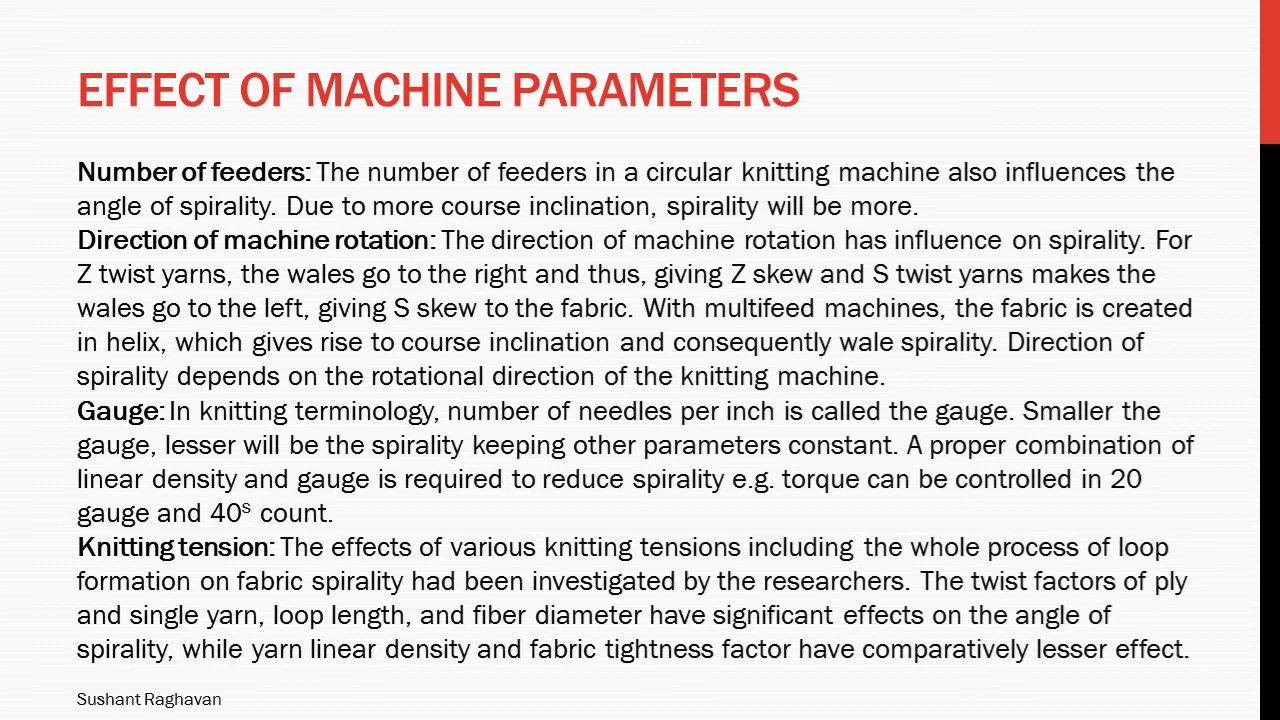 EFFECT OF MACHINE PARAMETERS
Number of feeders: The number of feeders in a circular knitting machine also influences the
angle of spirality. Due to more course inclination, spirality will be more.
Direction of machine rotation: The direction of machine rotation has influence on spirality. For
Z twist yarns, the wales go to the right and thus, giving Z skew and S twist yarns makes the
wales go to the left, giving S skew to the fabric. With multifeed machines, the fabric is created
in helix, which gives rise to course inclination and consequently wale spirality. Direction of
spirality depends on the rotational direction of the knitting machine.
Gauge: In knitting terminology, number of needles per inch is called the gauge. Smaller the
gauge, lesser will be the spirality keeping other parameters constant. A proper combination of
linear density and gauge is required to reduce spirality e.g. torque can be controlled in 20
gauge and 40ˢ count.
Knitting tension: The effects of various knitting tensions including the whole process of loop
formation on fabric spirality had been investigated by the researchers. The twist factors of ply
and single yarn, loop length, and fiber diameter have significant effects on the angle of
spirality, while yarn linear density and fabric tightness factor have comparatively lesser effect.
Sushant Raghavan